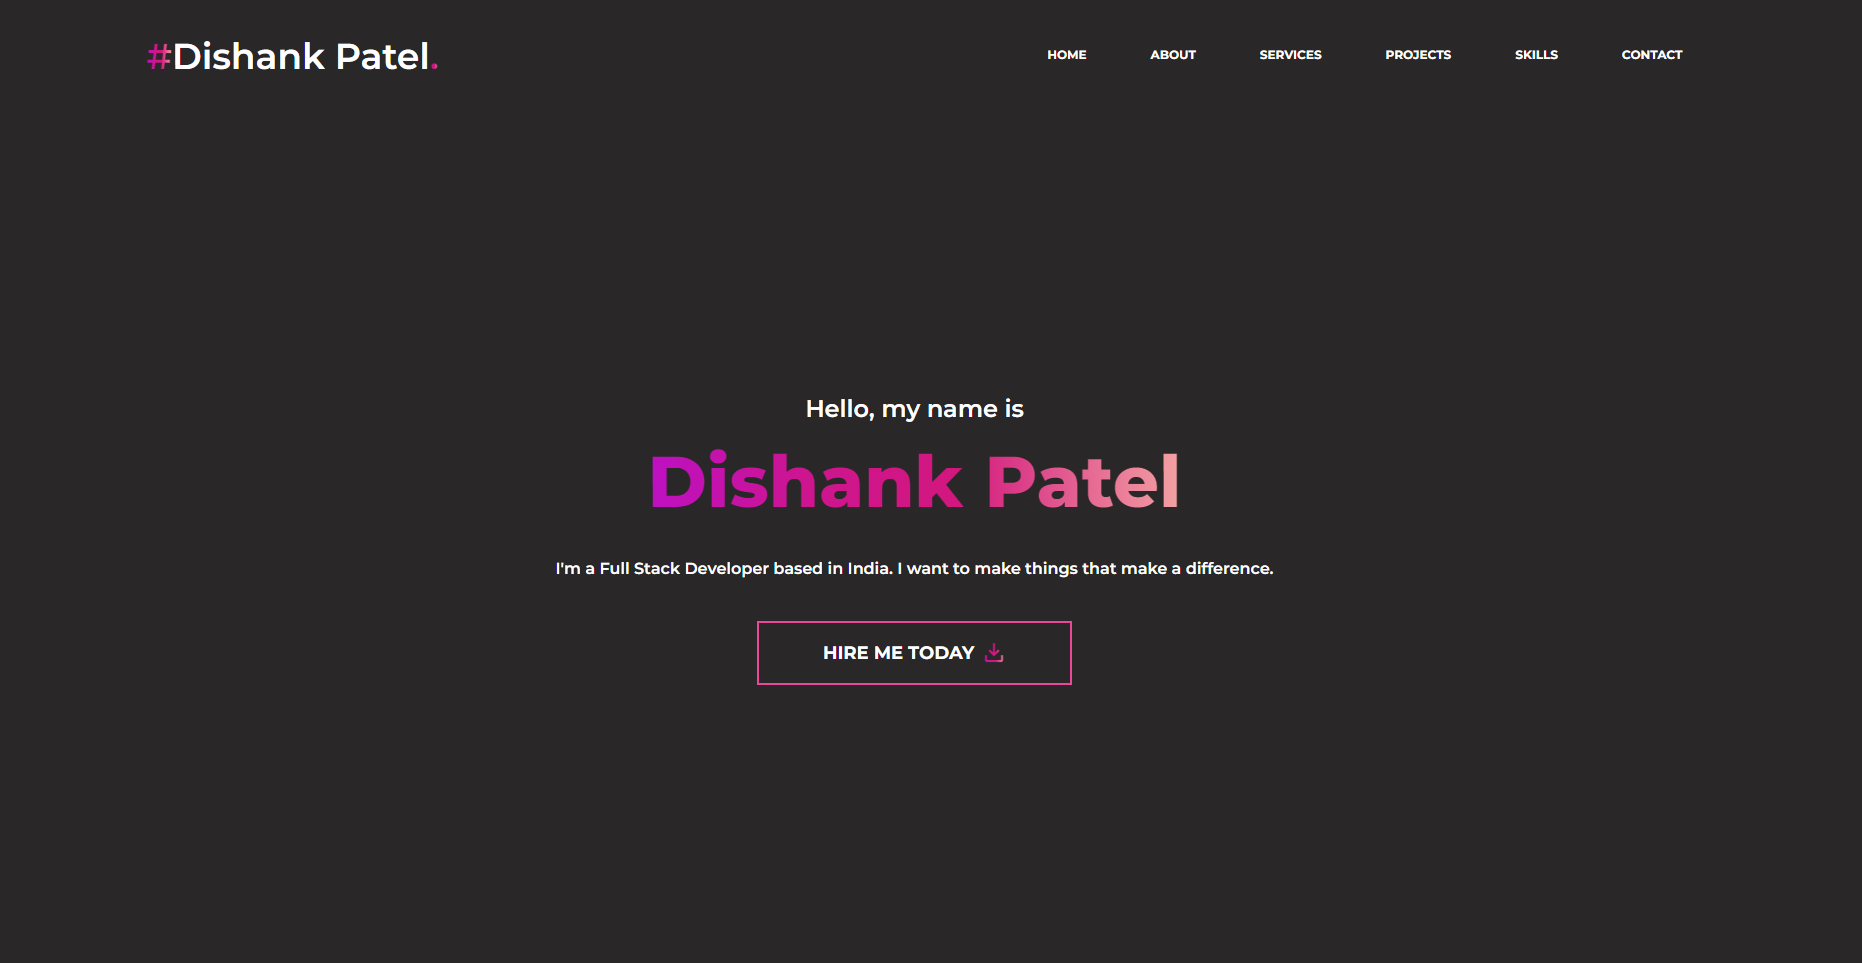 #Dishank Patel.
HOME ABOUT SERVICES PROJECTS SKILLS CONTACT
Hello, my name is
Dishank Patel
I'm a Full Stack Developer based in India. I want to make things that make a difference.
HIRE ME TODAY